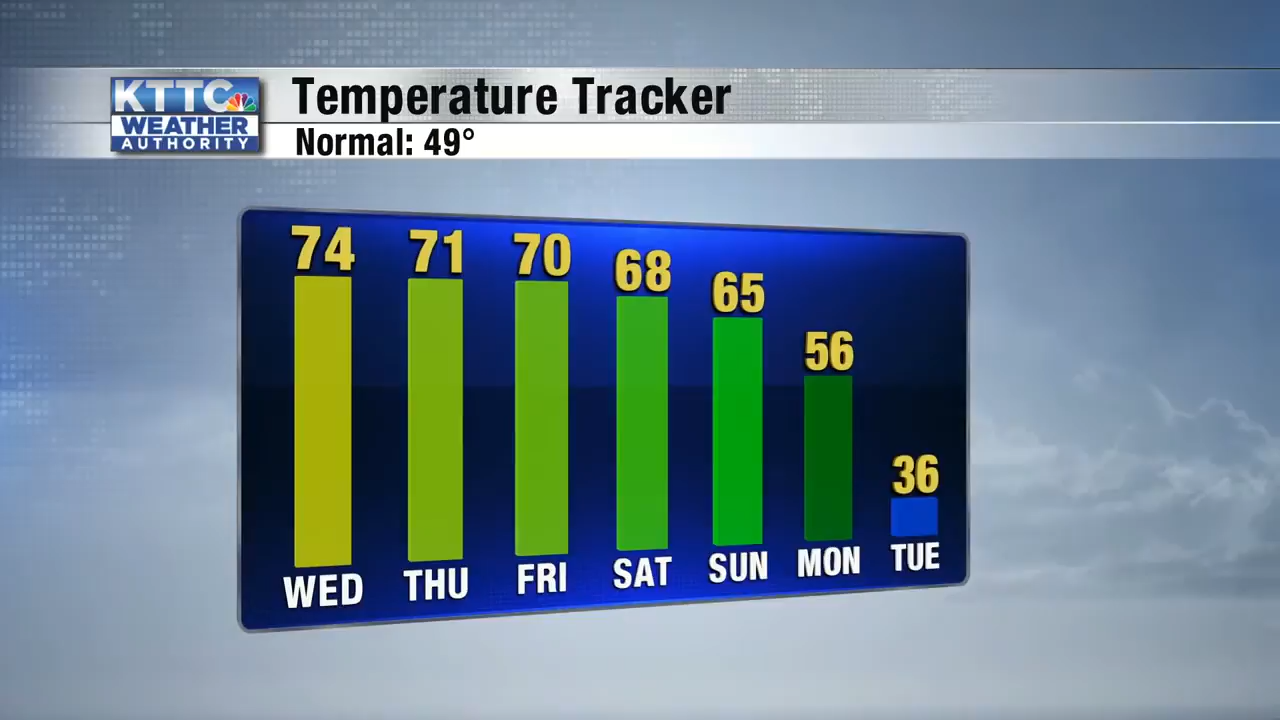 KTTC
WEATHER
AUTHORITY
Temperature Tracker
Normal: 49°
74 71 70 68 65 56 36
WED THU FRI SAT SUN MON TUE